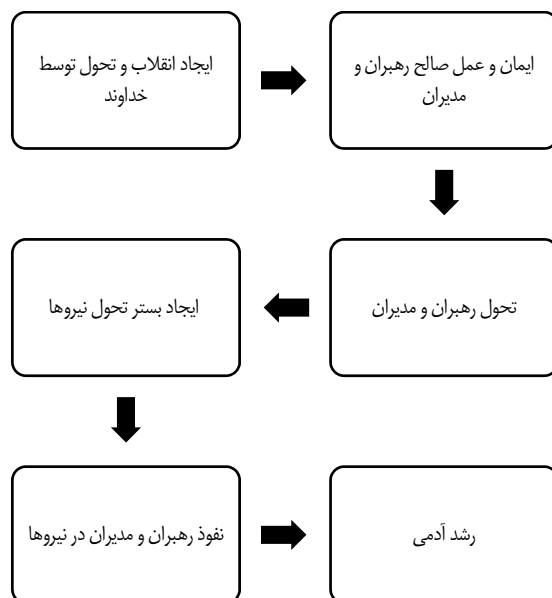 ایجاد انقلاب و تحول توسط
خداوند
ایمان و عمل صالح رهبران و
مدیران
تحول رهبران و مدیران
ایجاد بستر تحول نیروها
نفوذ رهبران و مدیران در نیروها
رشد آدمی